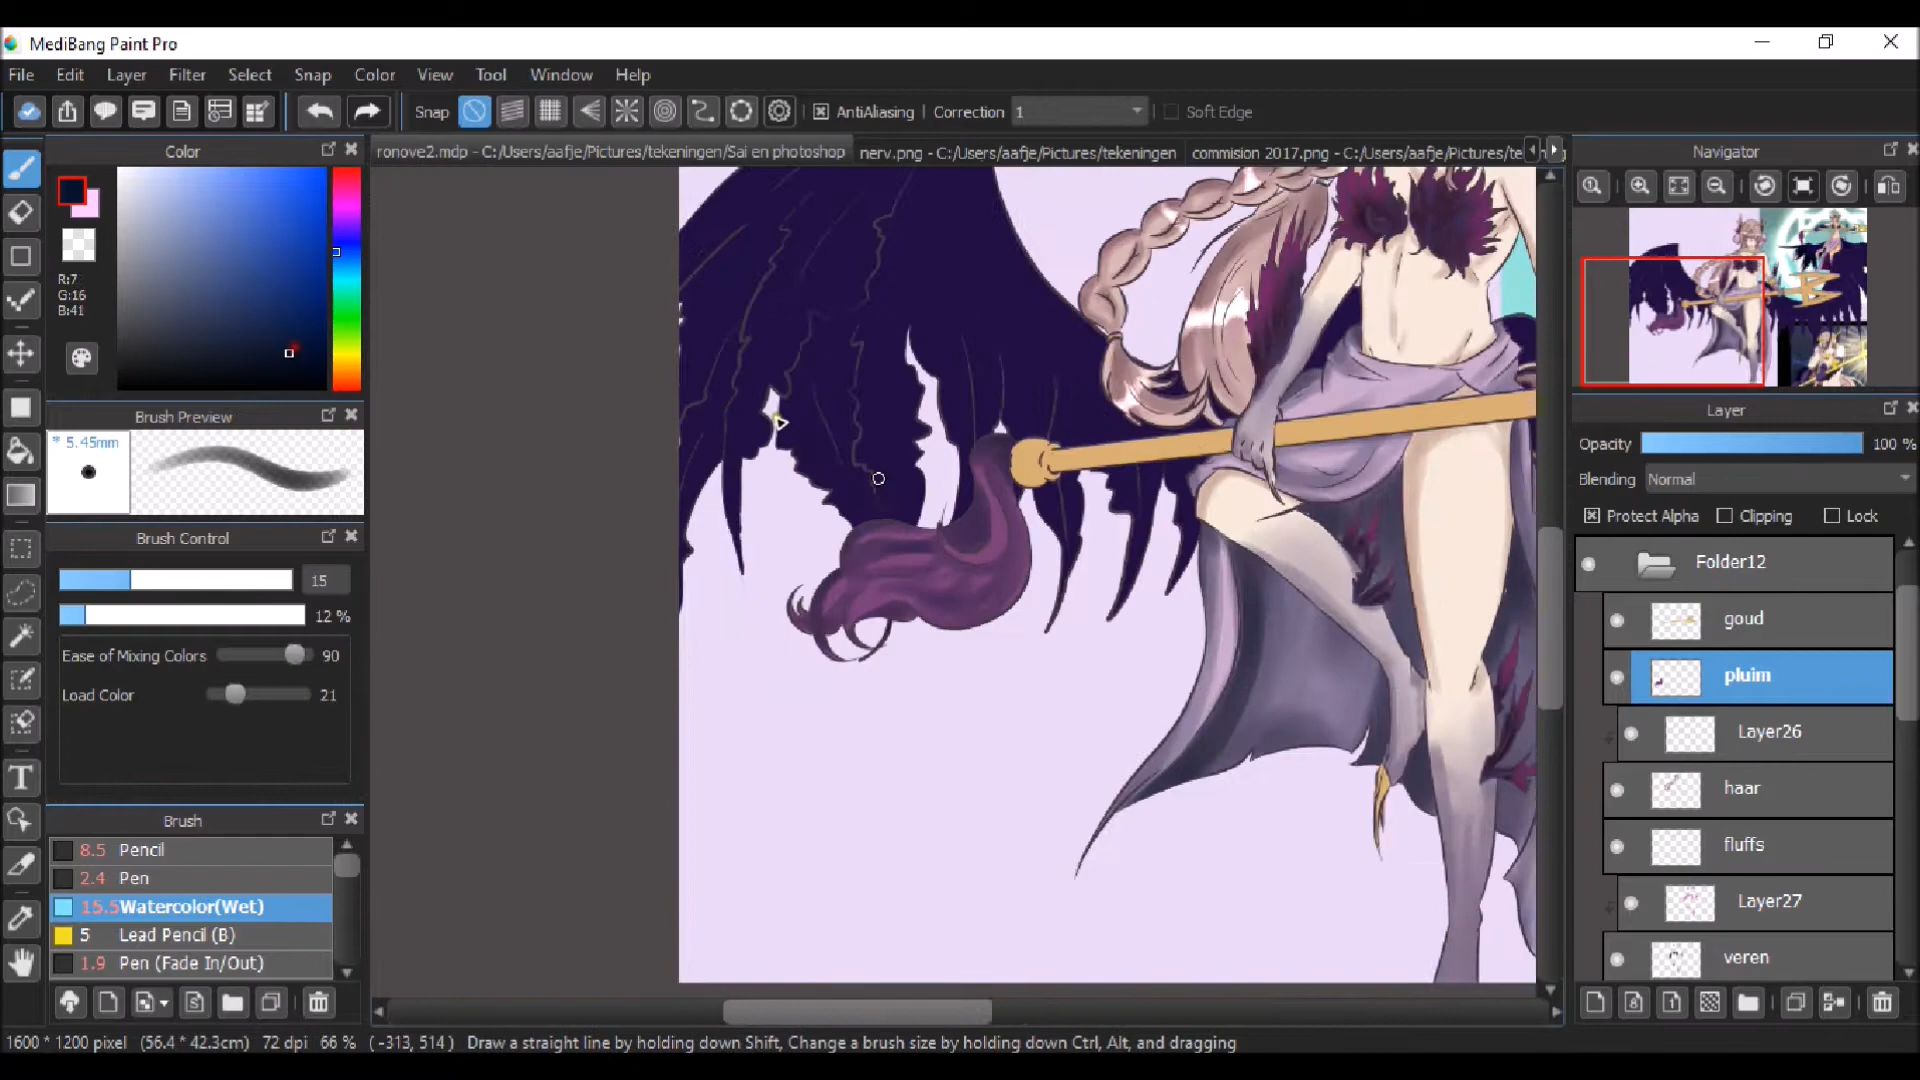 MediBang Paint Pro
File Edit Layer Filter Select Snap Color View Tool Window Help
Snap AntiAliasing Correction 1 Soft Edge
Color
ronove2.mdp - C:/Users/aafje/Pictures/tekeningen/Sai en photoshop
nerv.png - C:/Users/aafje/Pictures/tekeningen
commision 2017.png - C:/Users/aafje/Pictures/te
Navigator
R:7
G:16
B:41
Brush Preview
* 5.45mm
Brush Control
15
12 %
Ease of Mixing Colors 90
Load Color 21
Brush
8.5 Pencil
2.4 Pen
15.5 Watercolor(Wet)
5 Lead Pencil (B)
1.9 Pen (Fade In/Out)
Layer
Opacity 100 %
Blending Normal
Protect Alpha Clipping Lock
Folder12
goud
pluim
Layer26
haar
fluffs
Layer27
veren
1600 * 1200 pixel (56.4 * 42.3cm) 72 dpi 66 % ( -313, 514 ) Draw a straight line by holding down Shift, Change a brush size by holding down Ctrl, Alt, and dragging